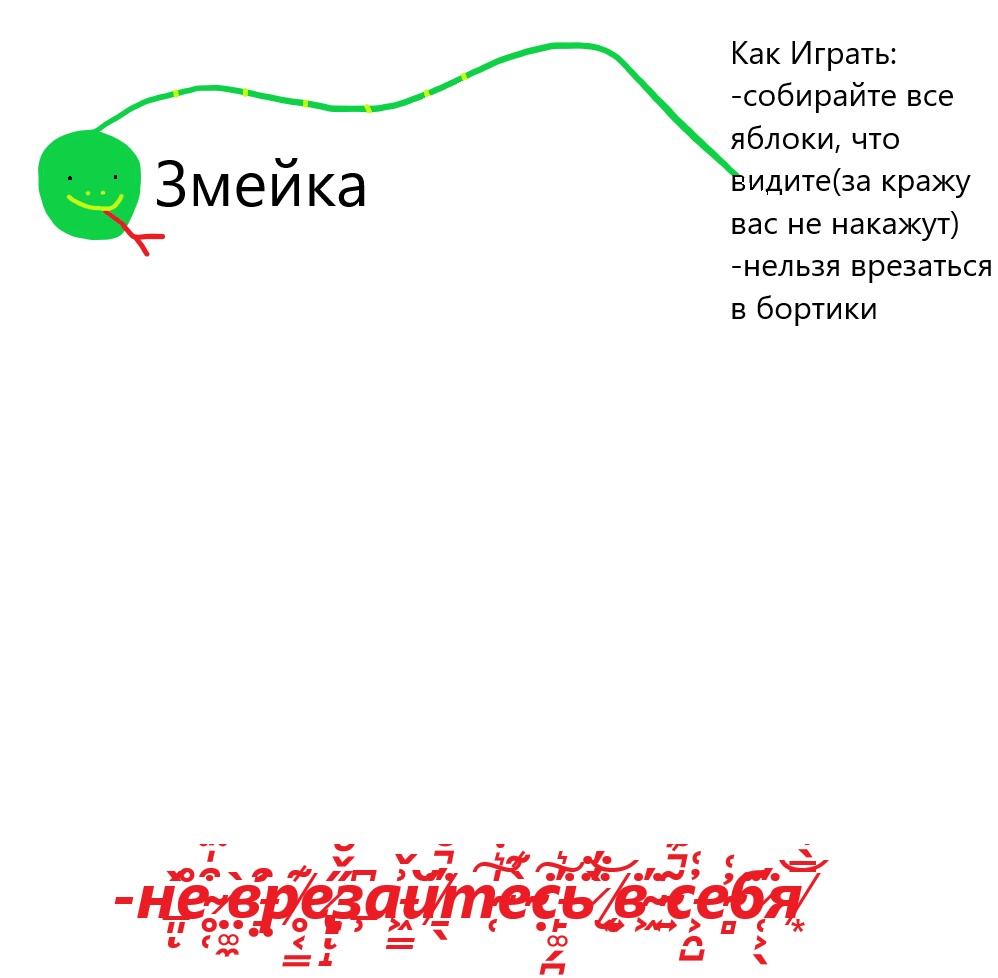 Змейка
Как Играть:
-собирайте все
яблоки, что
видите(за кражу
вас не накажут)
-нельзя врезаться
в бортики
-не врезайтесь в себя